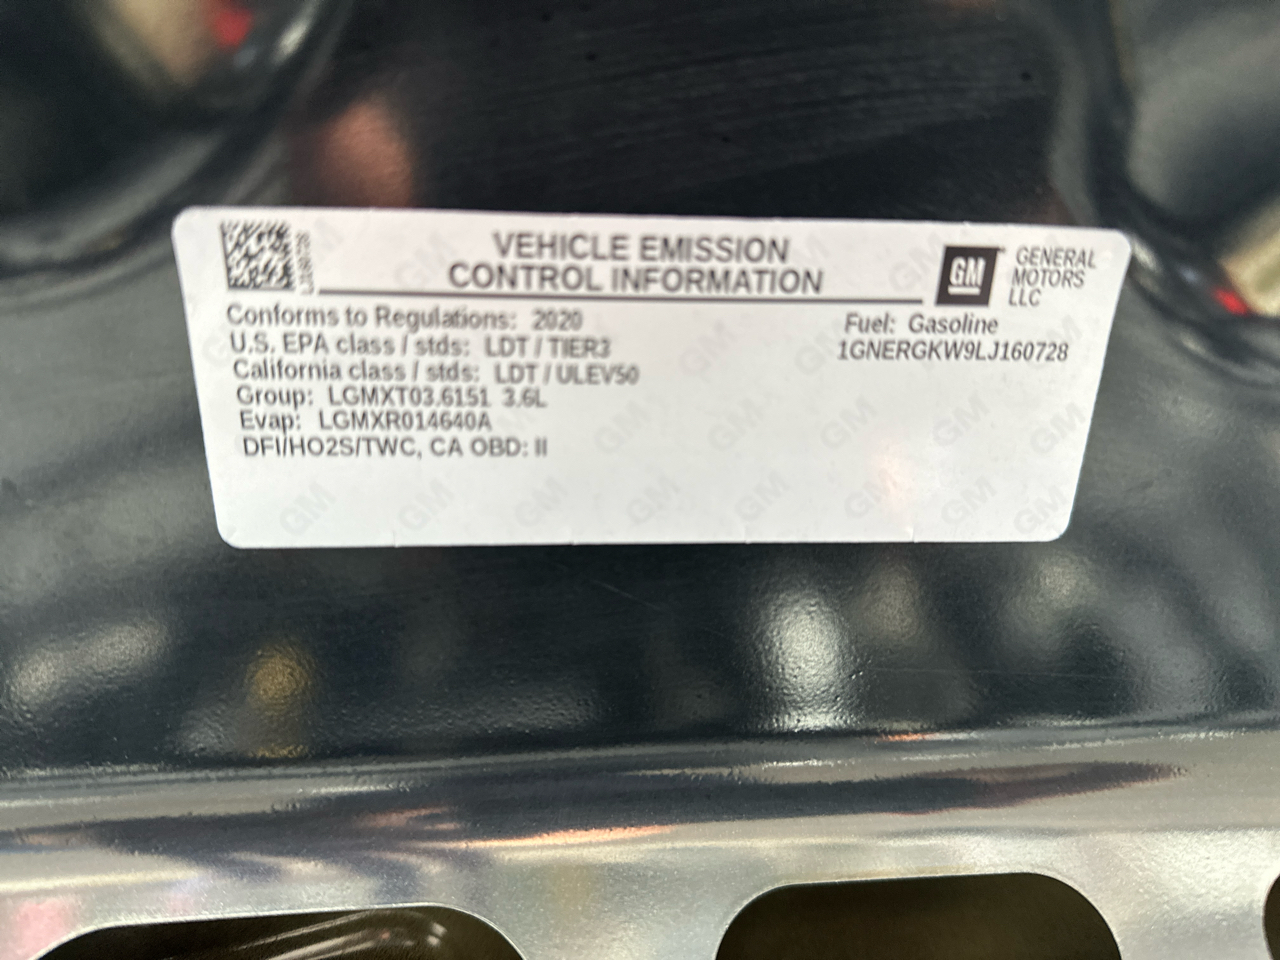 VEHICLE EMISSION
CONTROL INFORMATION
GM
GENERAL
MOTORS
LLC
Conforms to Regulations: 2020
U.S. EPA class / stds: LDT / TIER3
California class / stds: LDT / ULEV50
Group: LGMXT03.6151 3.6L
Evap: LGMXR014640A
DFI/HO2S/TWC, CA OBD: II
Fuel: Gasoline
1GNERGKW9LJ160728